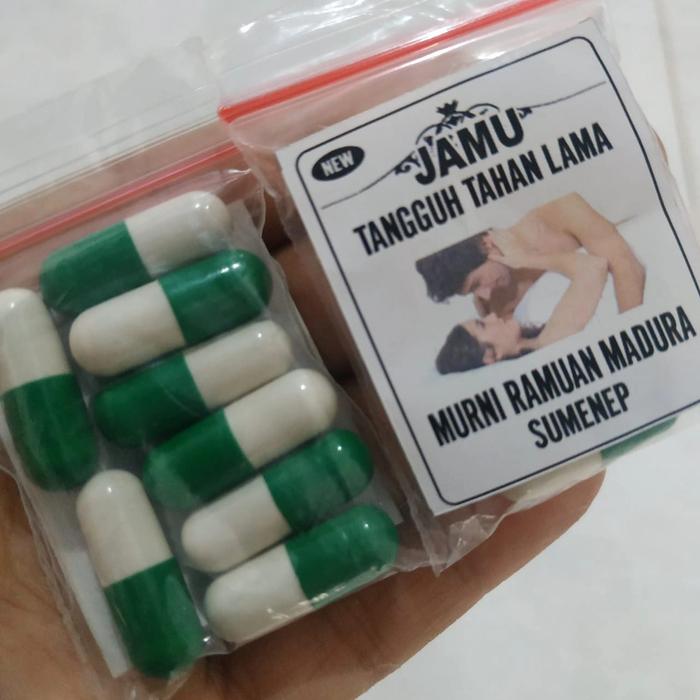 NEW
JAMU
TANGGUH TAHAN LAMA
MURNI RAMUAN MADURA
SUMENEP